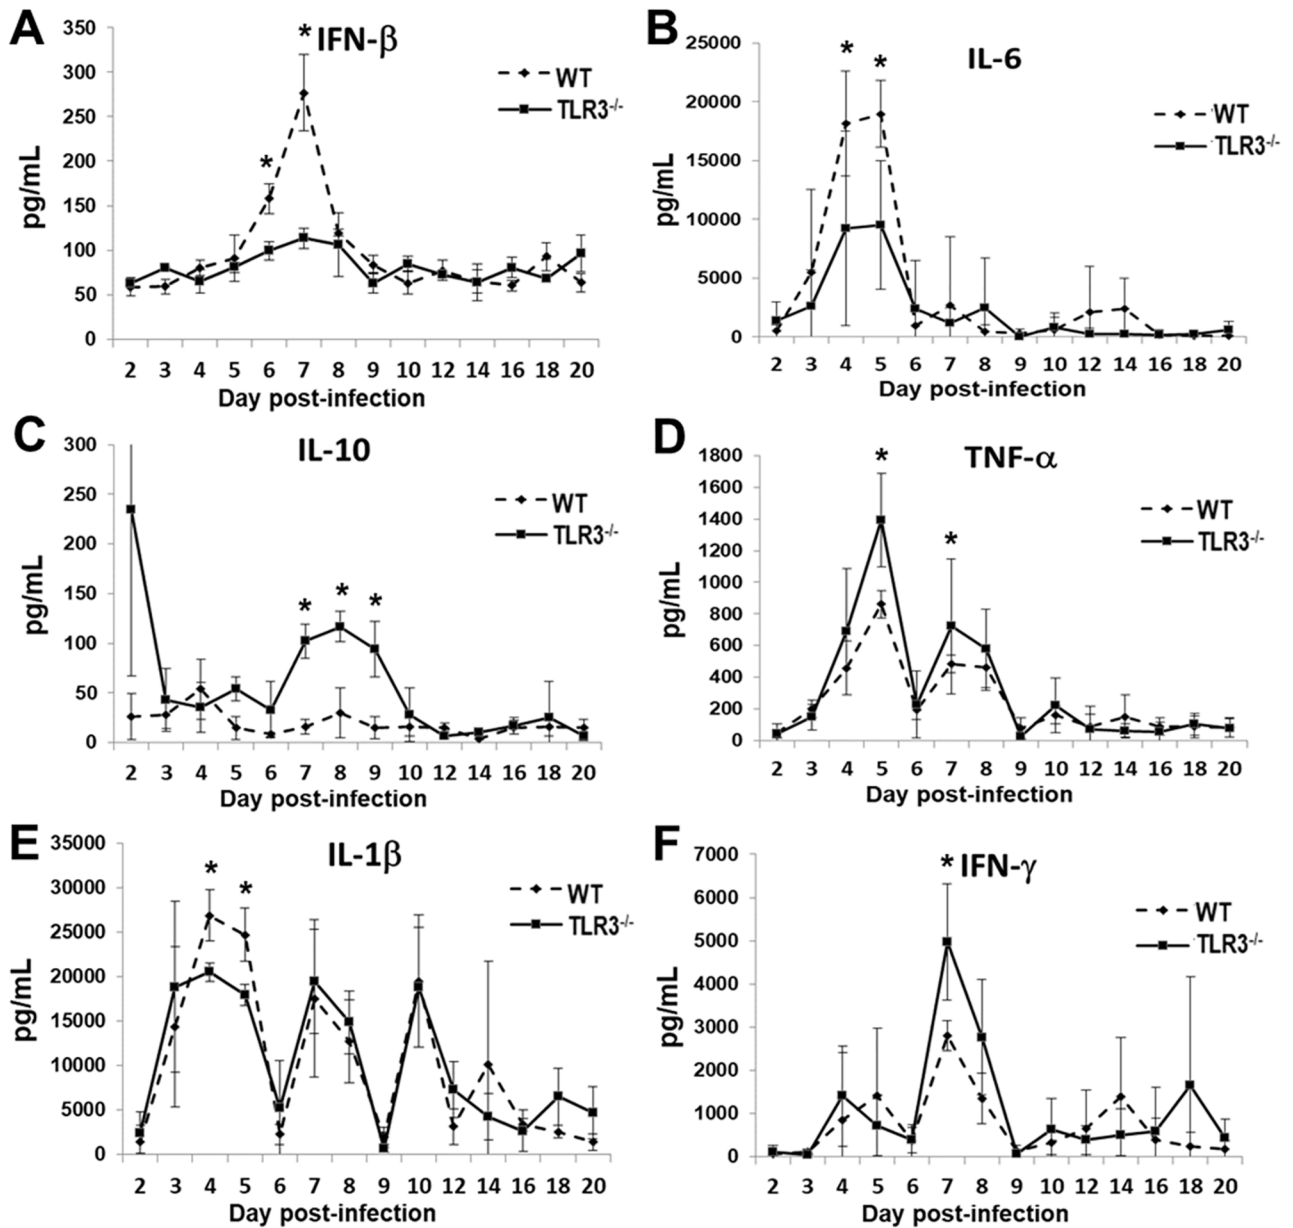 A
* IFN-β
350
300
250
200
150
100
50
0
*
WT
TLR3-/-
pg/mL
2 3 4 5 6 7 8 9 10 12 14 16 18 20
Day post-infection
B
IL-6
25000
20000
15000
10000
5000
0
* *
WT
TLR3-/-
pg/mL
2 3 4 5 6 7 8 9 10 12 14 16 18 20
Day post-infection
C
IL-10
300
250
200
150
100
50
0
* * *
WT
TLR3-/-
pg/mL
2 3 4 5 6 7 8 9 10 12 14 16 18 20
Day post-infection
D
TNF-α
1800
1600
1400
1200
1000
800
600
400
200
0
* *
WT
TLR3-/-
pg/mL
2 3 4 5 6 7 8 9 10 12 14 16 18 20
Day post-infection
E
IL-1β
35000
30000
25000
20000
15000
10000
5000
0
* *
WT
TLR3-/-
pg/mL
2 3 4 5 6 7 8 9 10 12 14 16 18 20
Day post-infection
F
* IFN-γ
7000
6000
5000
4000
3000
2000
1000
0
WT
TLR3-/-
pg/mL
2 3 4 5 6 7 8 9 10 12 14 16 18 20
Day post-infection